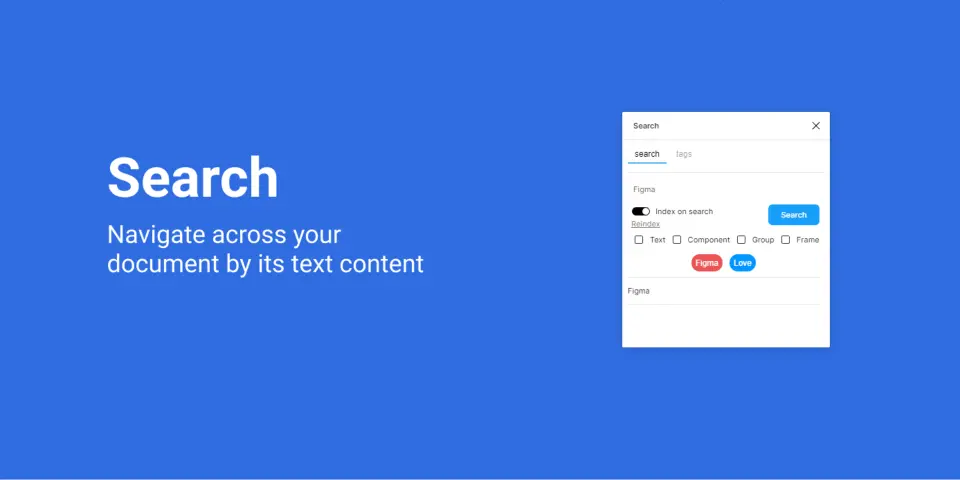 Search
Navigate across your
document by its text content
Search
search tags
Figma
Index on search
Search
Reindex
Text Component Group Frame
Figma Love
Figma